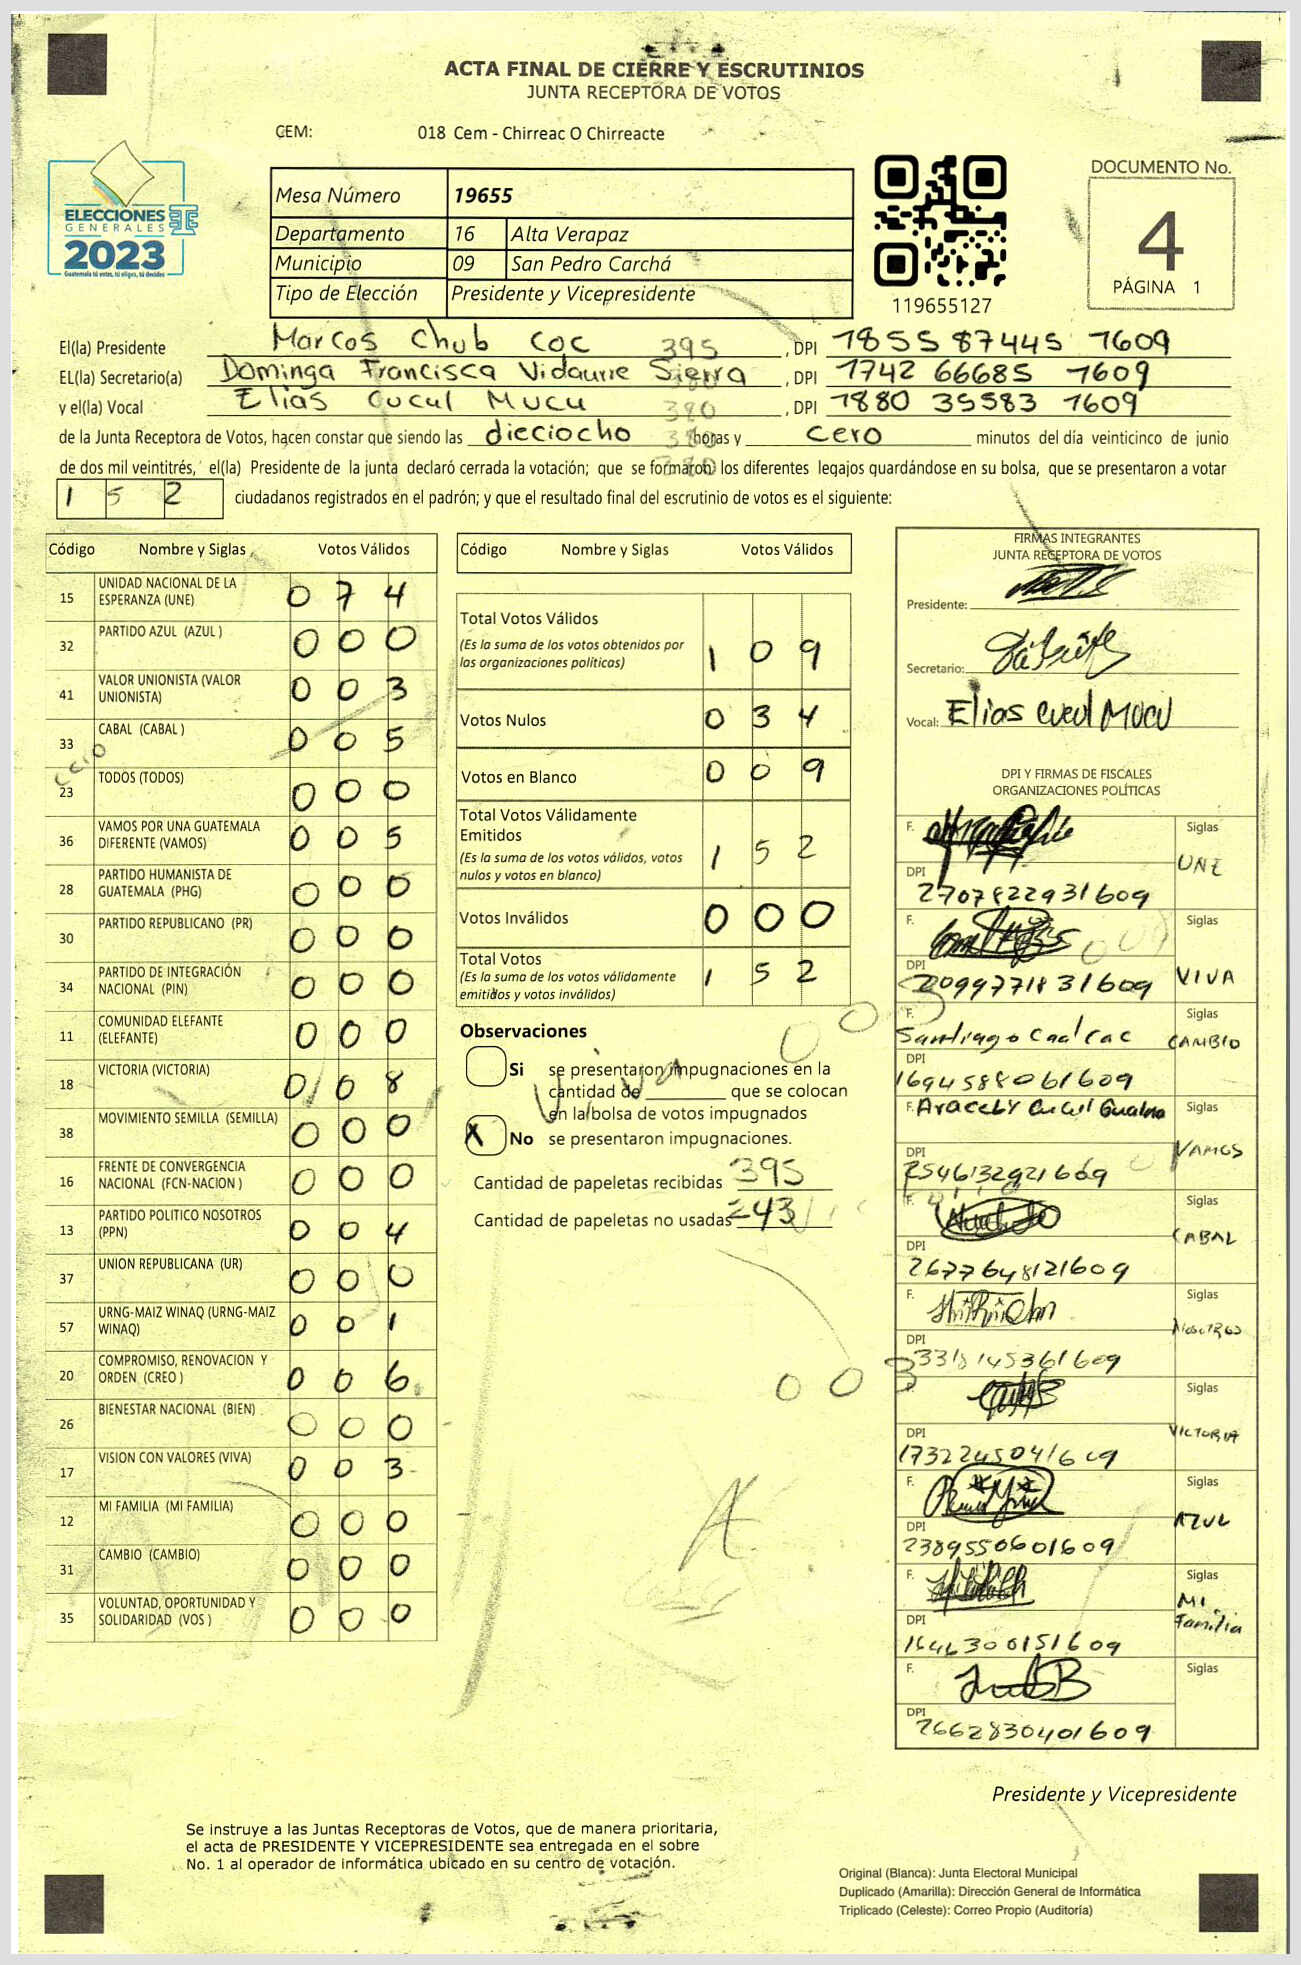 ACTA FINAL DE CIERRE Y ESCRUTINIOS
JUNTA RECEPTORA DE VOTOS
CEM: 018 Cem - Chirreac O Chirreacte
ELECCIONES
GENERALES
2023
Guatemala tú votas, tú eliges, tú decides
Mesa Número 19655
Departamento 16 Alta Verapaz
Municipio 09 San Pedro Carchá
Tipo de Elección Presidente y Vicepresidente
119655127
DOCUMENTO No.
4
PÁGINA 1
El(la) Presidente Marcos Chub Coc 395 , DPI 1855 87445 1609
EL(la) Secretario(a) Dominga Francisca Vidaurre Sierra , DPI 1742 66685 1609
y el(la) Vocal Elias Cucul Mucu 380 , DPI 1880 35583 1609
de la Junta Receptora de Votos, hacen constar que siendo las dieciocho horas y cero minutos del día veinticinco de junio
de dos mil veintitrés, el(la) Presidente de la junta declaró cerrada la votación; que se formaron los diferentes legajos guardándose en su bolsa, que se presentaron a votar
1 5 2 ciudadanos registrados en el padrón; y que el resultado final del escrutinio de votos es el siguiente:
Código Nombre y Siglas Votos Válidos
15 UNIDAD NACIONAL DE LA ESPERANZA (UNE) 0 7 4
32 PARTIDO AZUL (AZUL ) 0 0 0
41 VALOR UNIONISTA (VALOR UNIONISTA) 0 0 3
33 CABAL (CABAL ) 0 0 5
cero
23 TODOS (TODOS) 0 0 0
36 VAMOS POR UNA GUATEMALA DIFERENTE (VAMOS) 0 0 5
28 PARTIDO HUMANISTA DE GUATEMALA (PHG) 0 0 0
30 PARTIDO REPUBLICANO (PR) 0 0 0
34 PARTIDO DE INTEGRACIÓN NACIONAL (PIN) 0 0 0
11 COMUNIDAD ELEFANTE (ELEFANTE) 0 0 0
18 VICTORIA (VICTORIA) 0 0 8
38 MOVIMIENTO SEMILLA (SEMILLA) 0 0 0
16 FRENTE DE CONVERGENCIA NACIONAL (FCN-NACION ) 0 0 0
13 PARTIDO POLITICO NOSOTROS (PPN) 0 0 4
37 UNION REPUBLICANA (UR) 0 0 0
57 URNG-MAIZ WINAQ (URNG-MAIZ WINAQ) 0 0 1
20 COMPROMISO, RENOVACION Y ORDEN (CREO ) 0 0 6
26 BIENESTAR NACIONAL (BIEN) 0 0 0
17 VISION CON VALORES (VIVA) 0 0 3
12 MI FAMILIA (MI FAMILIA) 0 0 0
31 CAMBIO (CAMBIO) 0 0 0
35 VOLUNTAD, OPORTUNIDAD Y SOLIDARIDAD (VOS ) 0 0 0
Código Nombre y Siglas Votos Válidos
Total Votos Válidos 1 0 9
(Es la suma de los votos obtenidos por
las organizaciones políticas)
Votos Nulos 0 3 4
Votos en Blanco 0 0 9
Total Votos Válidamente
Emitidos 1 5 2
(Es la suma de los votos válidos, votos
nulos y votos en blanco)
Votos Inválidos 0 0 0
Total Votos 1 5 2
(Es la suma de los votos válidamente
emitidos y votos inválidos)
Observaciones
Si se presentaron impugnaciones en la
cantidad de ________ que se colocan
en la bolsa de votos impugnados
X No se presentaron impugnaciones.
Cantidad de papeletas recibidas 395
Cantidad de papeletas no usadas 243
0 0 3
FIRMAS INTEGRANTES
JUNTA RECEPTORA DE VOTOS
Presidente:
Secretario:
Vocal: Elias Cucul Mucu
DPI Y FIRMAS DE FISCALES
ORGANIZACIONES POLÍTICAS
F. Siglas UNE
DPI 2707822931609
F. Siglas VIVA
DPI 2099771831609
F. Santiago Caal Cac Siglas CAMBIO
DPI 1694588061609
F. Aracely Cucul Siglas VAMOS
DPI 2546132921609
F. Siglas CABAL
DPI 2677648121609
F. Siglas Nosotros
DPI 3318145361609
F. Siglas VICTORIA
DPI 1732245041609
F. Siglas AZUL
DPI 2389550601609
F. Siglas Mi Familia
DPI 1646300151609
F. Siglas
DPI 2662830401609
Presidente y Vicepresidente
Se instruye a las Juntas Receptoras de Votos, que de manera prioritaria,
el acta de PRESIDENTE Y VICEPRESIDENTE sea entregada en el sobre
No. 1 al operador de informática ubicado en su centro de votación.
Original (Blanca): Junta Electoral Municipal
Duplicado (Amarilla): Dirección General de Informática
Triplicado (Celeste): Correo Propio (Auditoría)